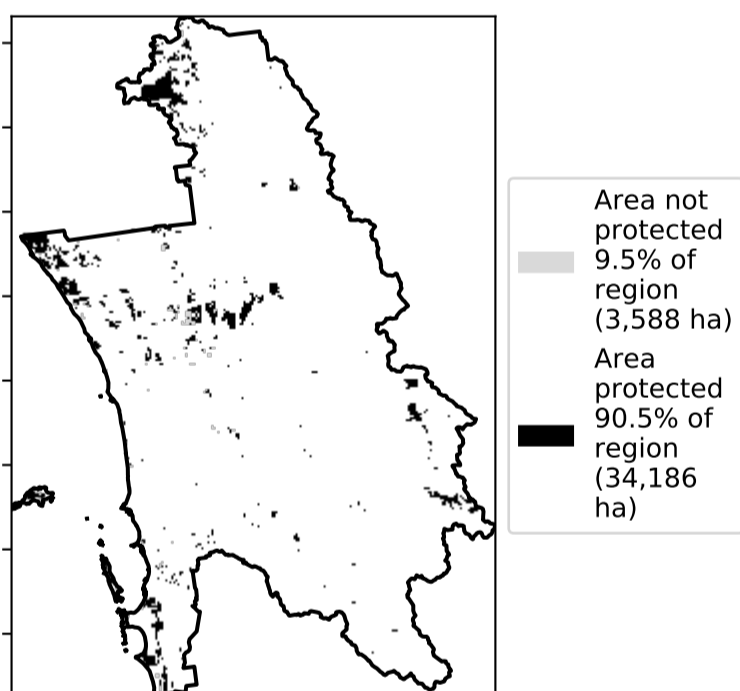 Area not
protected
9.5% of
region
(3,588 ha)
Area
protected
90.5% of
region
(34,186
ha)